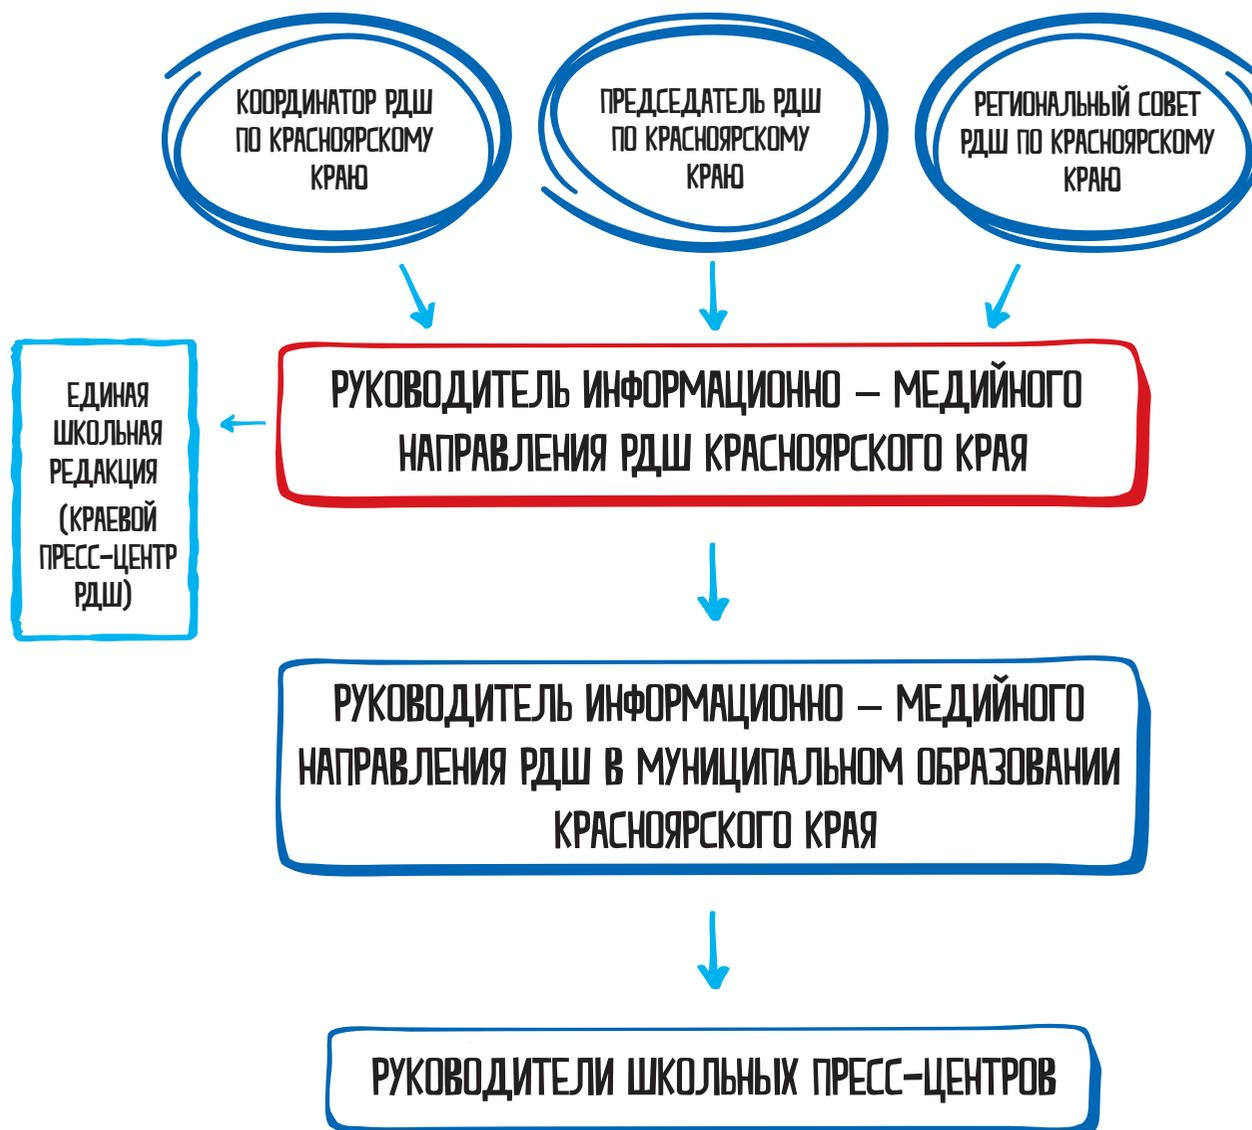 КООРДИНАТОР РДШ
ПО КРАСНОЯРСКОМУ
КРАЮ
ПРЕДСЕДАТЕЛЬ РДШ
ПО КРАСНОЯРСКОМУ
КРАЮ
РЕГИОНАЛЬНЫЙ СОВЕТ
РДШ ПО КРАСНОЯРСКОМУ
КРАЮ
ЕДИНАЯ
ШКОЛЬНАЯ
РЕДАКЦИЯ
(КРАЕВОЙ
ПРЕСС-ЦЕНТР
РДШ)
РУКОВОДИТЕЛЬ ИНФОРМАЦИОННО – МЕДИЙНОГО
НАПРАВЛЕНИЯ РДШ КРАСНОЯРСКОГО КРАЯ
РУКОВОДИТЕЛЬ ИНФОРМАЦИОННО – МЕДИЙНОГО
НАПРАВЛЕНИЯ РДШ В МУНИЦИПАЛЬНОМ ОБРАЗОВАНИИ
КРАСНОЯРСКОГО КРАЯ
РУКОВОДИТЕЛИ ШКОЛЬНЫХ ПРЕСС-ЦЕНТРОВ